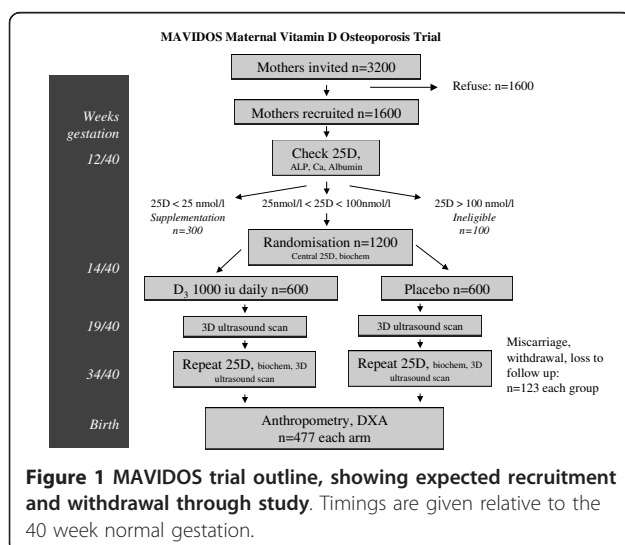 MAVIDOS Maternal Vitamin D Osteoporosis Trial
Mothers invited n=3200
Refuse: n=1600
Weeks
gestation
Mothers recruited n=1600
12/40
Check 25D,
ALP, Ca, Albumin
25D < 25 nmol/l
Supplementation
n=300
25nmol/l < 25D < 100nmol/l
25D > 100 nmol/l
Ineligible
n=100
Randomisation n=1200
Central 25D, biochem
14/40
D₃ 1000 iu daily n=600
Placebo n=600
19/40
3D ultrasound scan
3D ultrasound scan
Miscarriage,
withdrawal, loss to
follow up:
n=123 each group
34/40
Repeat 25D, biochem, 3D
ultrasound scan
Repeat 25D, biochem, 3D
ultrasound scan
Birth
Anthropometry, DXA
n=477 each arm
Figure 1 MAVIDOS trial outline, showing expected recruitment
and withdrawal through study. Timings are given relative to the
40 week normal gestation.